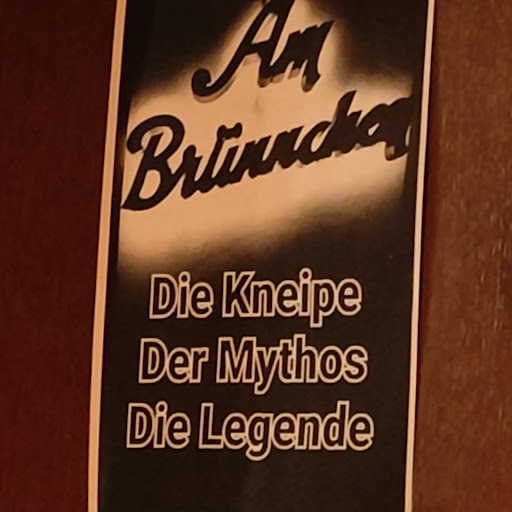 Am
Brünnchen
Die Kneipe
Der Mythos
Die Legende